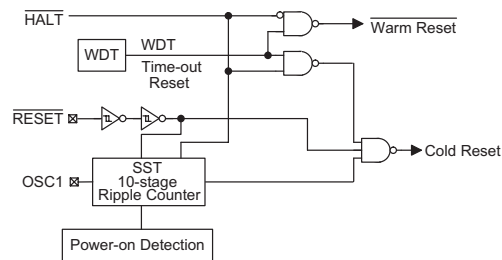 HALT
WDT
WDT
Time-out
Reset
Warm Reset
RESET
OSC1
SST
10-stage
Ripple Counter
Cold Reset
Power-on Detection